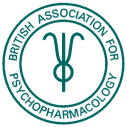 BRITISH ASSOCIATION FOR
PSYCHOPHARMACOLOGY